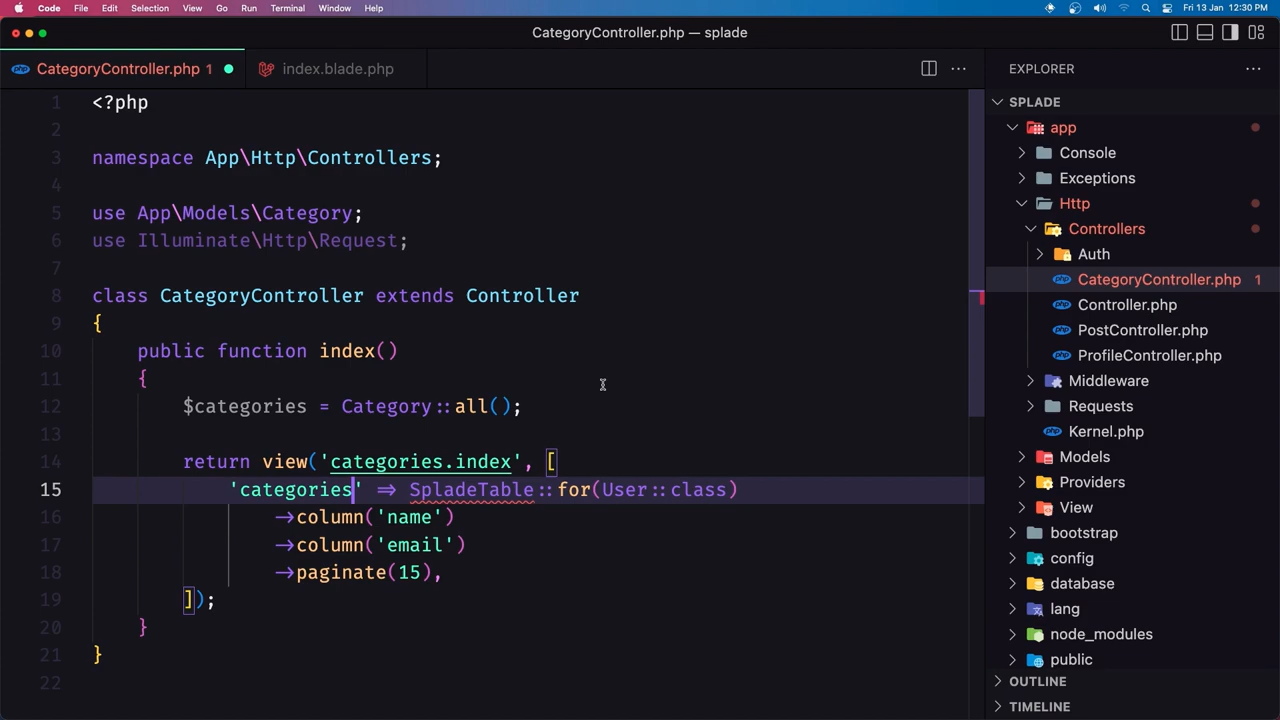 Code File Edit Selection View Go Run Terminal Window Help Fri 13 Jan 12:30 PM
CategoryController.php — splade
CategoryController.php 1 index.blade.php
1 <?php
2
3 namespace App\Http\Controllers;
4
5 use App\Models\Category;
6 use Illuminate\Http\Request;
7
8 class CategoryController extends Controller
9 {
10 public function index()
11 {
12 $categories = Category::all();
13
14 return view('categories.index', [
15 'categories' => SpladeTable::for(User::class)
16 ->column('name')
17 ->column('email')
18 ->paginate(15),
19 ]);
20 }
21 }
22
EXPLORER
SPLADE
app
Console
Exceptions
Http
Controllers
Auth
CategoryController.php 1
Controller.php
PostController.php
ProfileController.php
Middleware
Requests
Kernel.php
Models
Providers
View
bootstrap
config
database
lang
node_modules
public
OUTLINE
TIMELINE